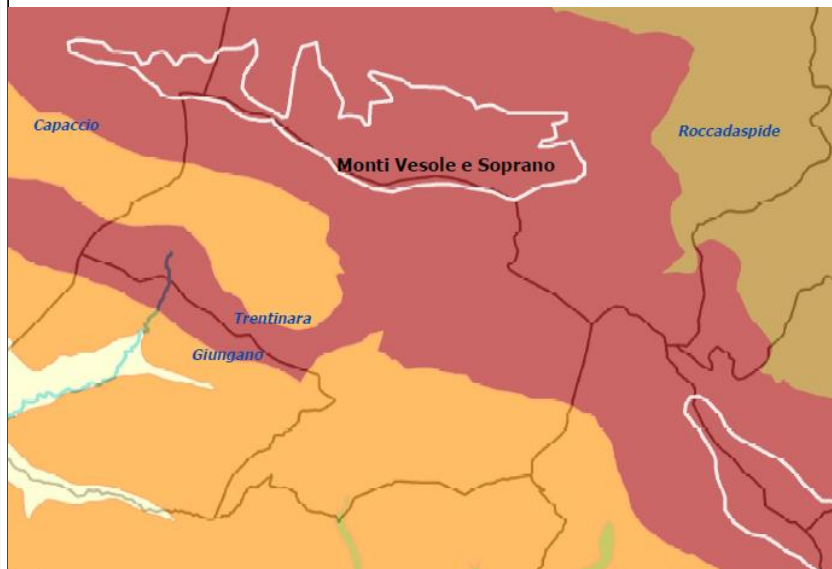 Capaccio
Roccadaspide
Monti Vesole e Soprano
Trentinara
Giungano